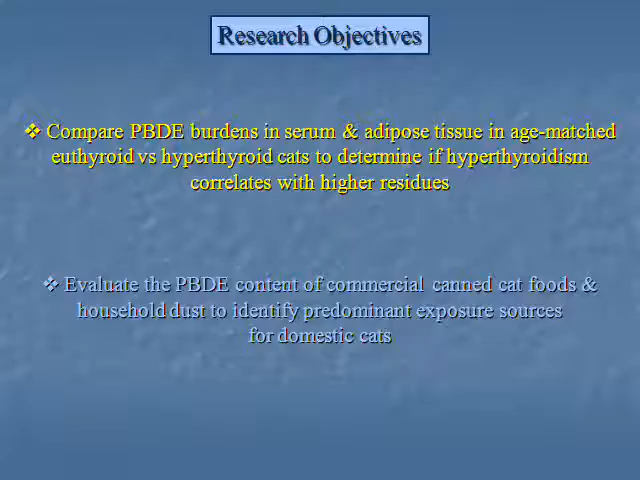 Research Objectives
❖ Compare PBDE burdens in serum & adipose tissue in age-matched
euthyroid vs hyperthyroid cats to determine if hyperthyroidism
correlates with higher residues
❖ Evaluate the PBDE content of commercial canned cat foods &
household dust to identify predominant exposure sources
for domestic cats